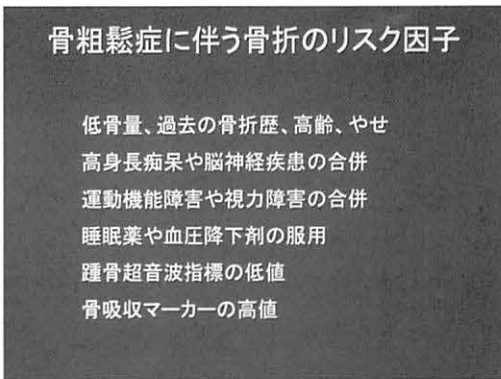 骨粗鬆症に伴う骨折のリスク因子
低骨量、過去の骨折歴、高齢、やせ
高身長痴呆や脳神経疾患の合併
運動機能障害や視力障害の合併
睡眠薬や血圧降下剤の服用
踵骨超音波指標の低値
骨吸収マーカーの高値